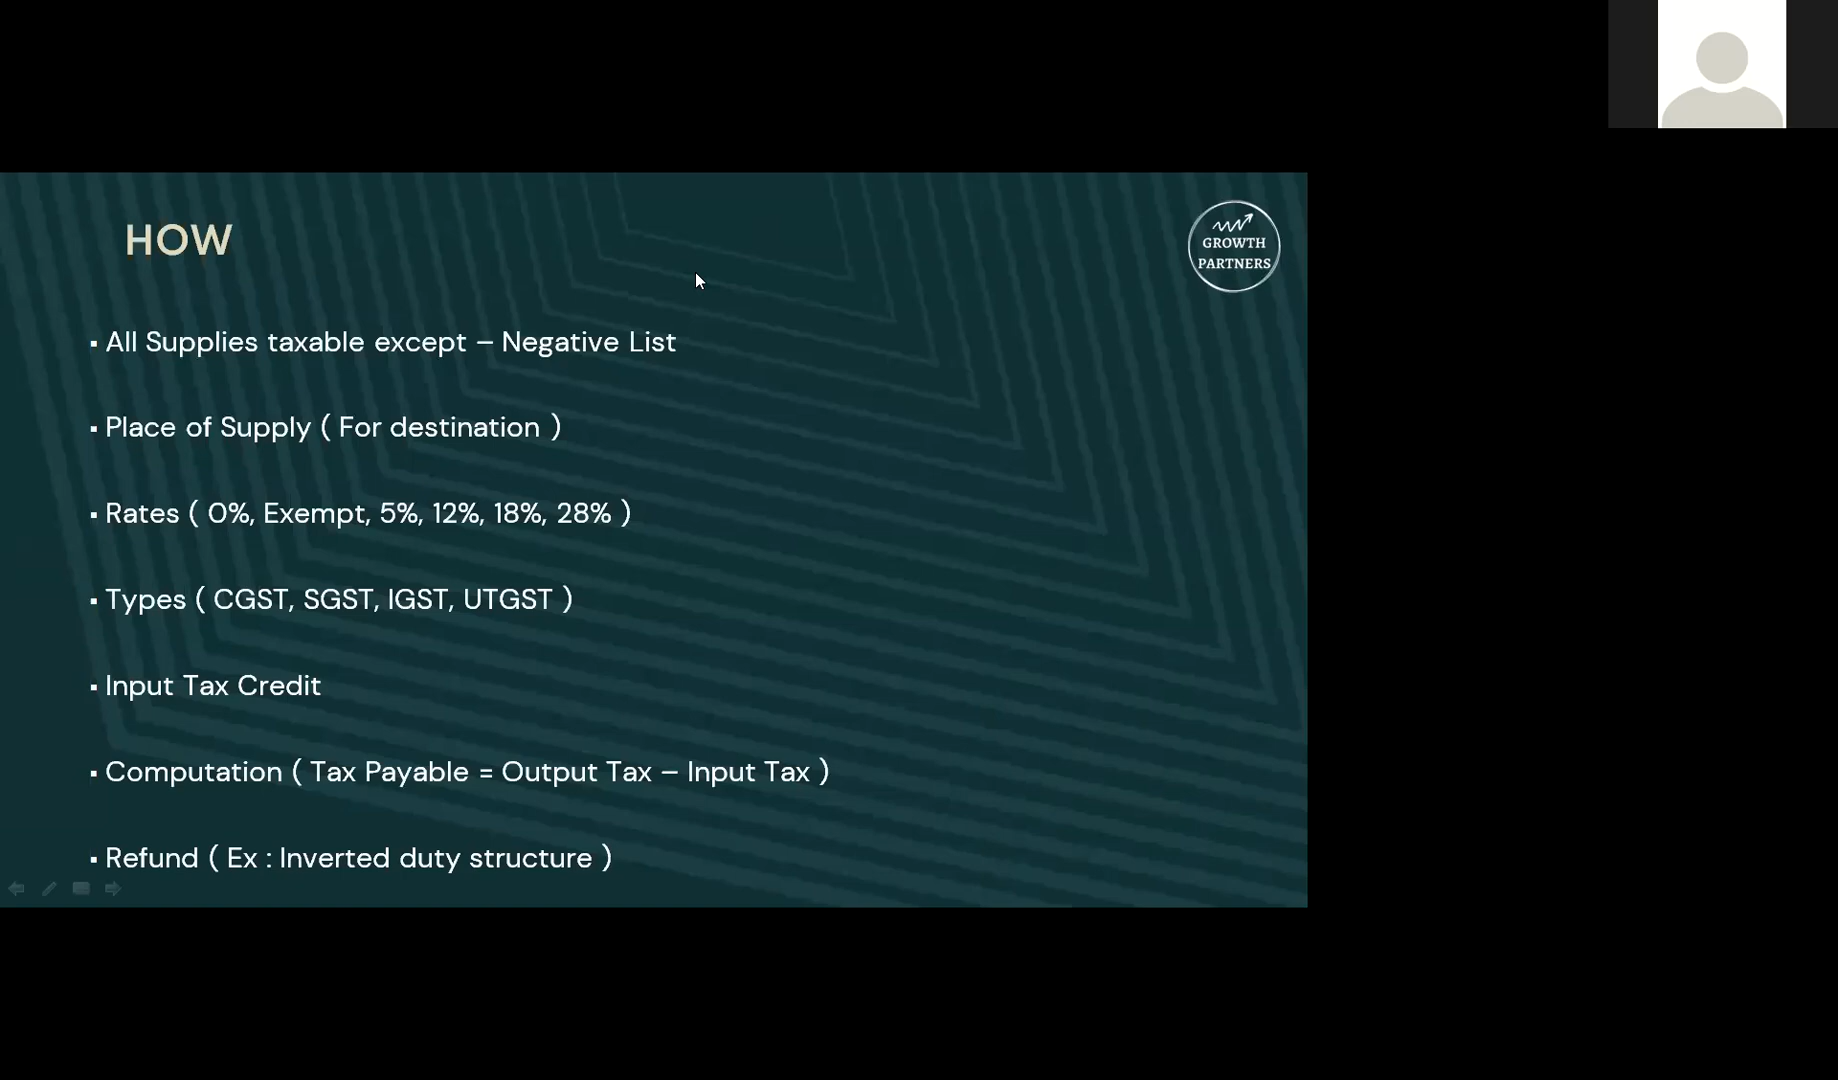 HOW
GROWTH
PARTNERS
▪ All Supplies taxable except – Negative List
▪ Place of Supply ( For destination )
▪ Rates ( 0%, Exempt, 5%, 12%, 18%, 28% )
▪ Types ( CGST, SGST, IGST, UTGST )
▪ Input Tax Credit
▪ Computation ( Tax Payable = Output Tax – Input Tax )
▪ Refund ( Ex : Inverted duty structure )